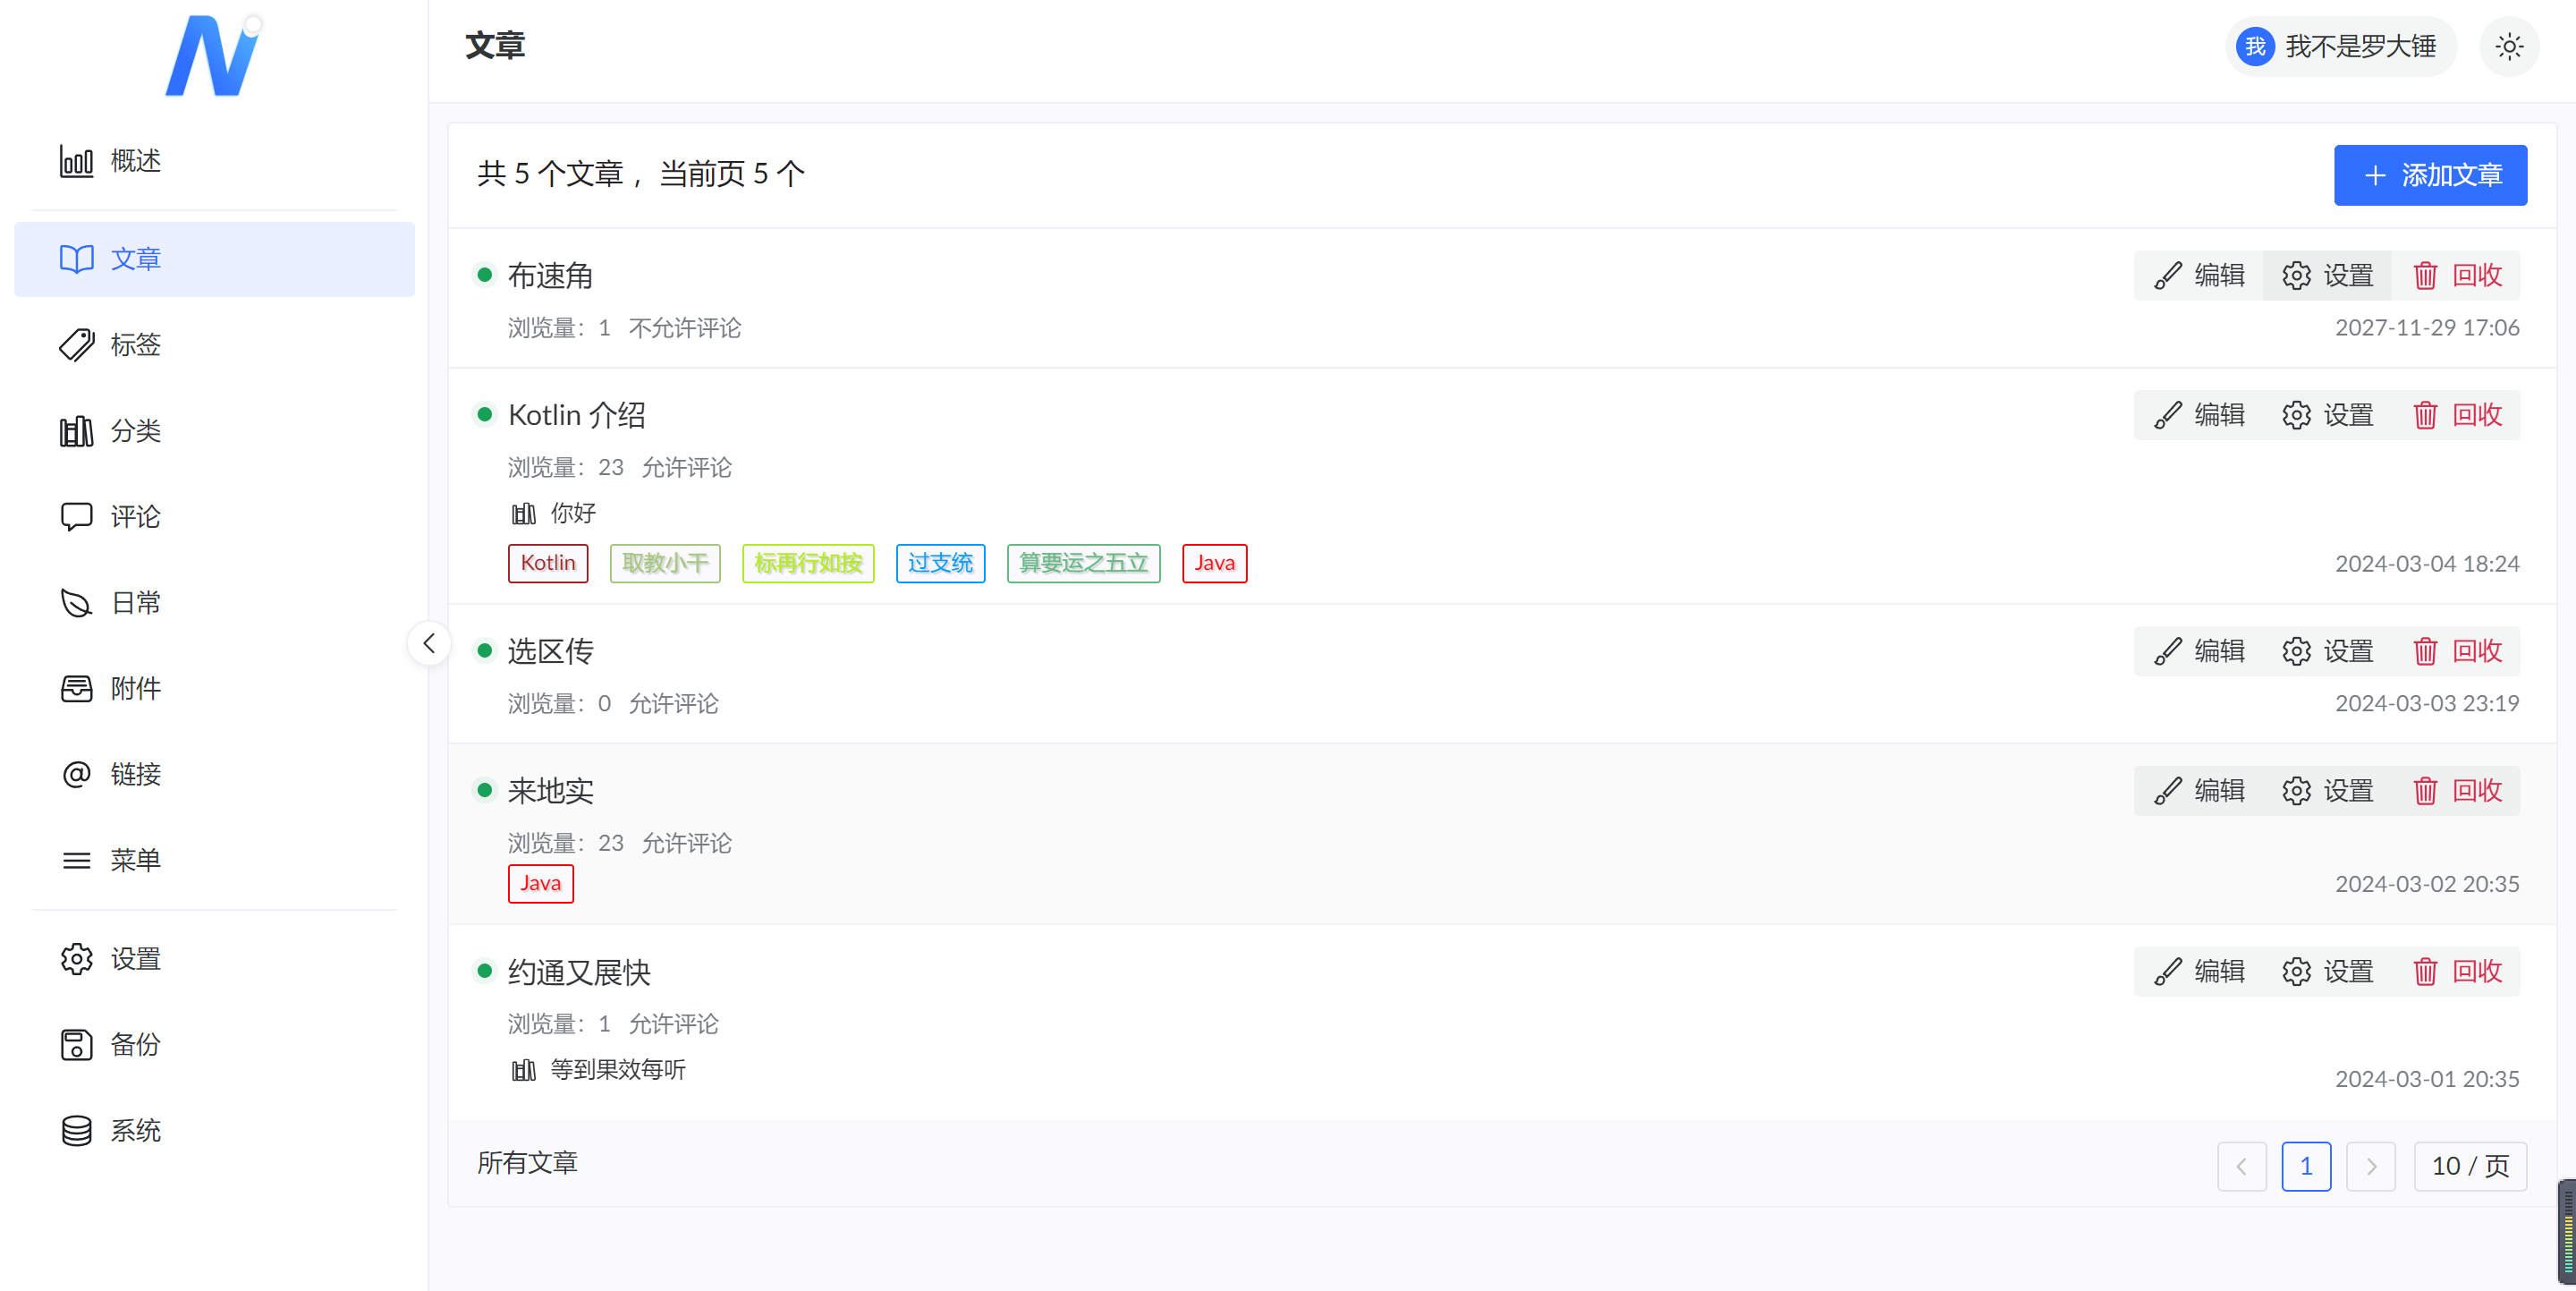 文章
我 我不是罗大锤
概述
文章
标签
分类
评论
日常
附件
链接
菜单
设置
备份
系统
共 5 个文章 ，当前页 5 个
添加文章
布速角
编辑 设置 回收
浏览量：1 不允许评论
2027-11-29 17:06
Kotlin 介绍
编辑 设置 回收
浏览量：23 允许评论
你好
Kotlin 取教小干 标再行如按 过支统 算要运之五立 Java
2024-03-04 18:24
选区传
编辑 设置 回收
浏览量：0 允许评论
2024-03-03 23:19
来地实
编辑 设置 回收
浏览量：23 允许评论
Java
2024-03-02 20:35
约通又展快
编辑 设置 回收
浏览量：1 允许评论
等到果效每听
2024-03-01 20:35
所有文章
1
10 / 页